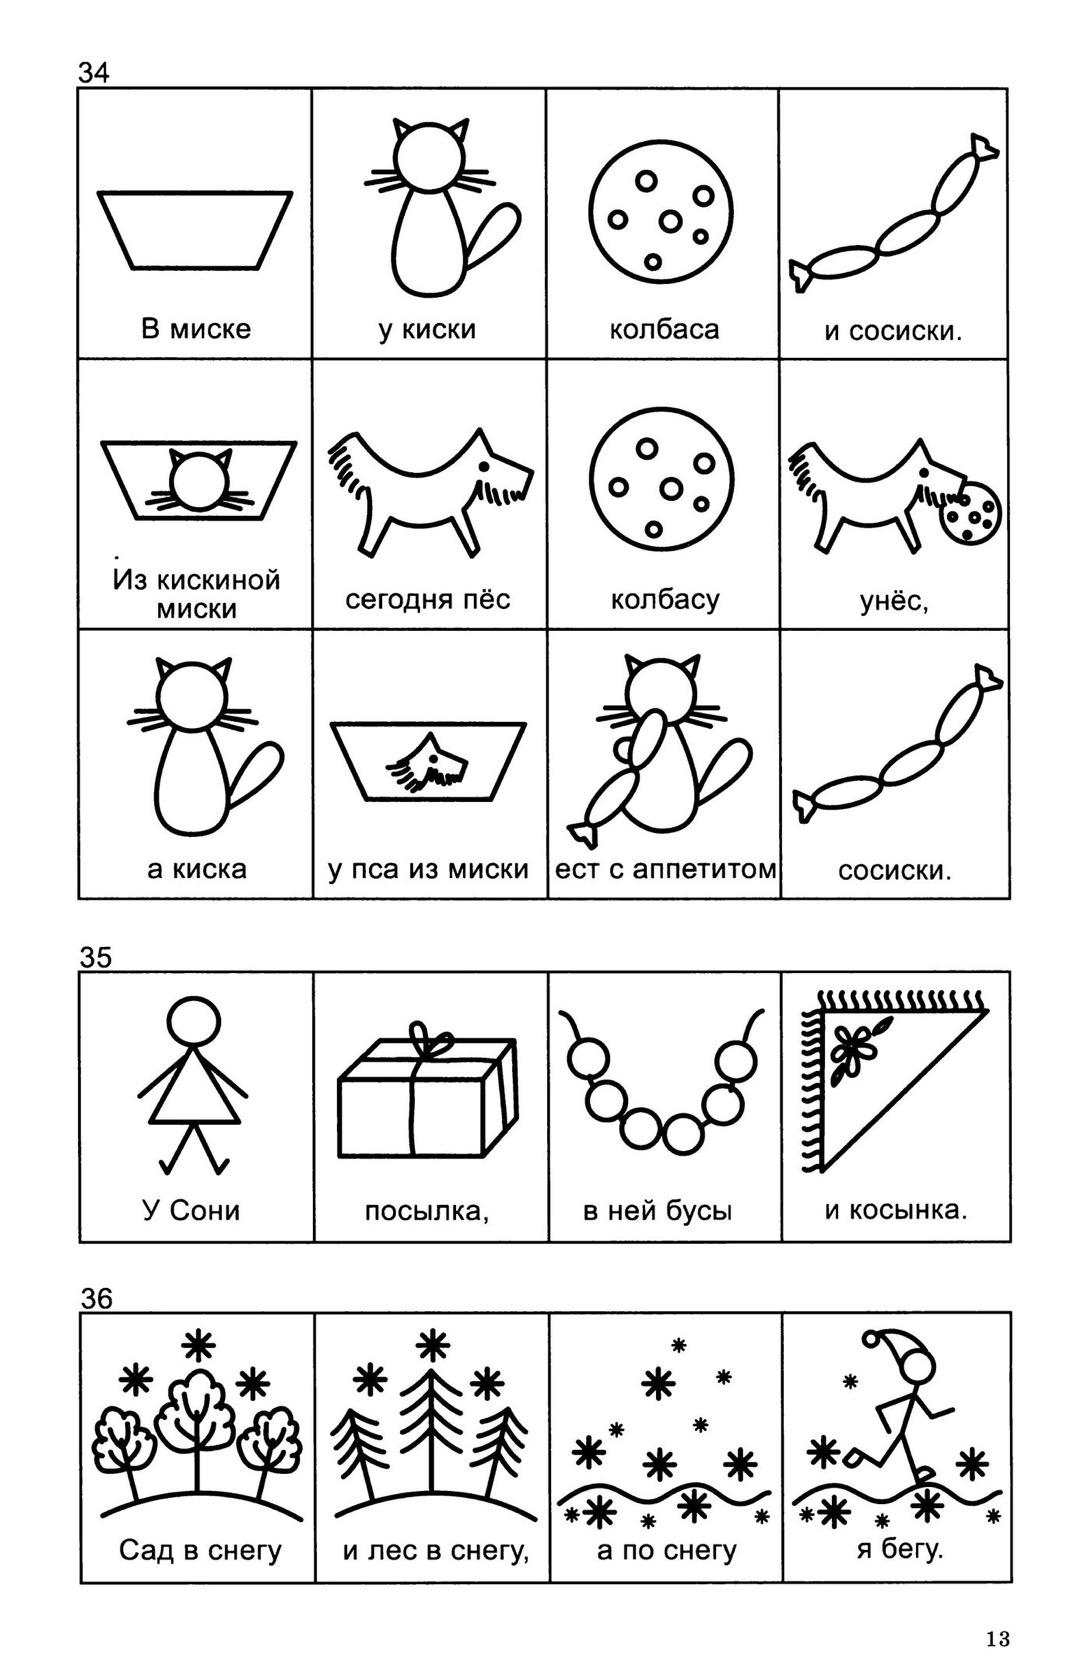 34
В миске
у киски
колбаса
и сосиски.
Из кискиной
миски
сегодня пёс
колбасу
унёс,
а киска
у пса из миски
ест с аппетитом
сосиски.
35
У Сони
посылка,
в ней бусы
и косынка.
36
Сад в снегу
и лес в снегу,
а по снегу
я бегу.
13